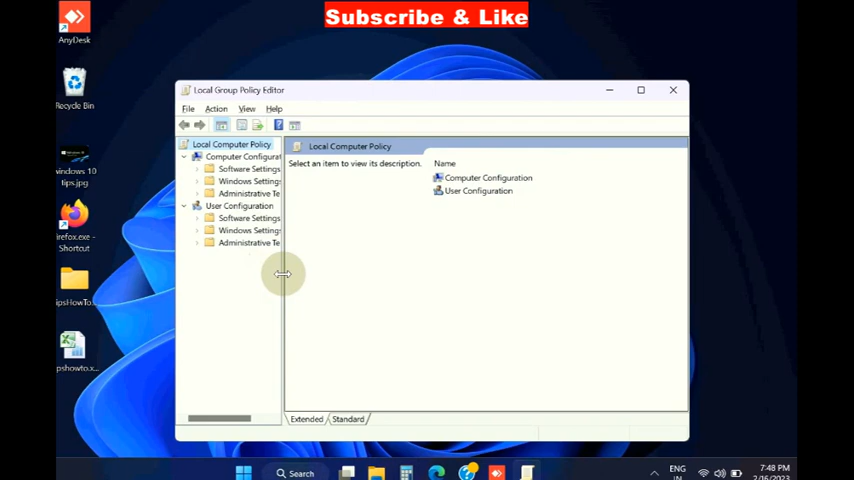 Subscribe & Like
AnyDesk
Recycle Bin
windows 10
tips.jpg
firefox.exe -
Shortcut
ipsHowTo.
pshowto.x...
Local Group Policy Editor
File Action View Help
Local Computer Policy
Computer Configurat
Software Settings
Windows Setting:
Administrative Te
User Configuration
Software Settings
Windows Setting:
Administrative Te
Local Computer Policy
Select an item to view its description.
Name
Computer Configuration
User Configuration
Extended Standard
Search
ENG
IN
7:48 PM
2/16/2023